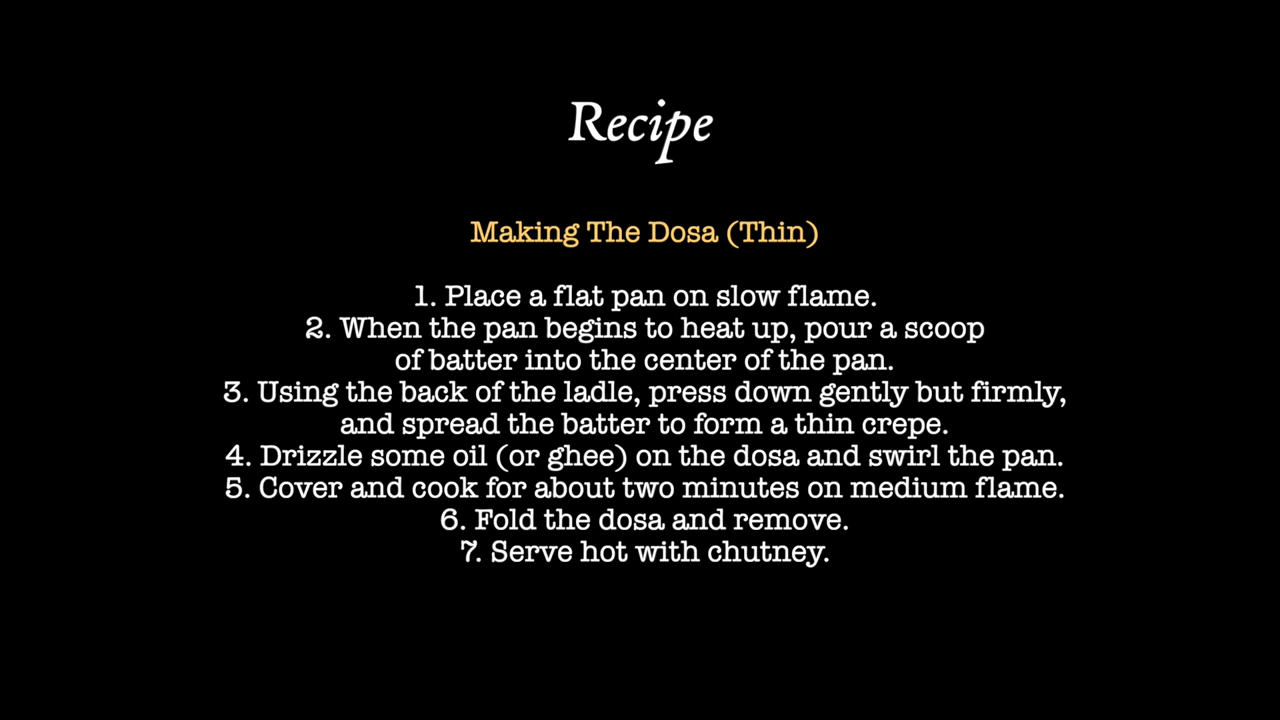 Recipe
Making The Dosa (Thin)
1. Place a flat pan on slow flame.
2. When the pan begins to heat up, pour a scoop
of batter into the center of the pan.
3. Using the back of the ladle, press down gently but firmly,
and spread the batter to form a thin crepe.
4. Drizzle some oil (or ghee) on the dosa and swirl the pan.
5. Cover and cook for about two minutes on medium flame.
6. Fold the dosa and remove.
7. Serve hot with chutney.